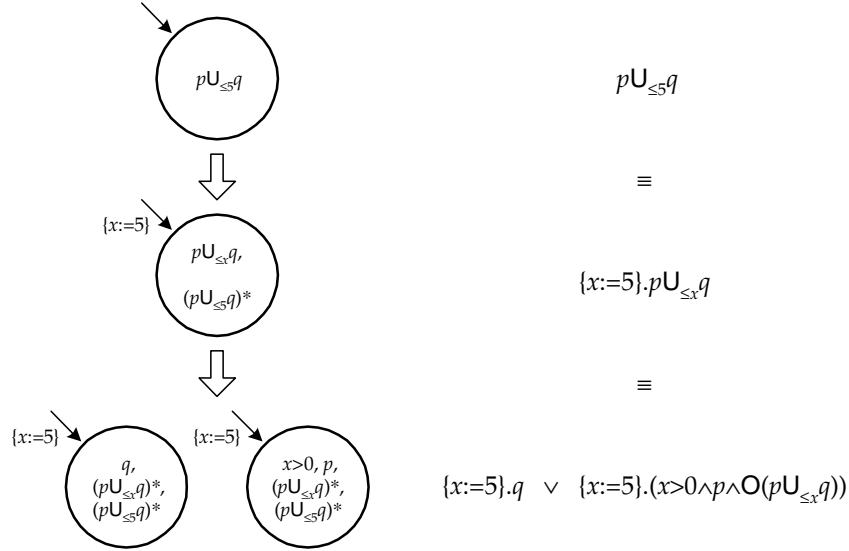 pU≤5q
pU≤5q
≡
{x:=5}
pU≤xq,
(pU≤5q)*
{x:=5}.pU≤xq
≡
{x:=5}
{x:=5}
q,
(pU≤xq)*,
(pU≤5q)*
x>0, p,
(pU≤xq)*,
(pU≤5q)*
{x:=5}.q ∨ {x:=5}.(x>0∧p∧O(pU≤xq))